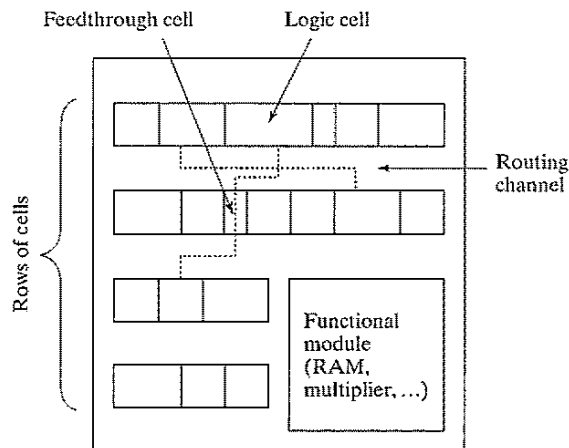 Feedthrough cell
Logic cell
Routing
channel
Rows of cells
Functional
module
(RAM,
multiplier, …)